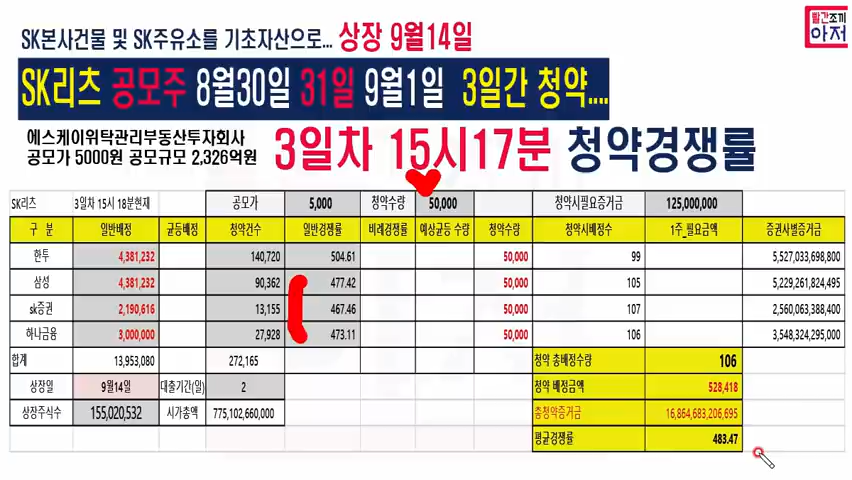 빨간조끼
아저
SK본사건물 및 SK주유소를 기초자산으로... 상장 9월14일
SK리츠 공모주 8월30일 31일 9월1일 3일간 청약....
에스케이위탁관리부동산투자회사
공모가 5000원 공모규모 2,326억원
3일차 15시17분 청약경쟁률
SK리츠 3일차 15시 18분현재 공모가 5,000 청약수량 50,000 청약시필요증거금 125,000,000
구 분 일반배정 균등배정 청약건수 일반경쟁률 비례경쟁률 예상균등 수량 청약수량 청약시배정수 1주_필요금액 증권사별증거금
한투 4,381,232 140,720 504.61 50,000 99 5,527,033,698,800
삼성 4,381,232 90,362 477.42 50,000 105 5,229,261,824,495
sk증권 2,190,616 13,155 467.46 50,000 107 2,560,063,388,400
하나금융 3,000,000 27,928 473.11 50,000 106 3,548,324,295,000
합계 13,953,080 272,165 청약 총배정수량 106
상장일 9월14일 대출기간(일) 2 청약 배정금액 528,418
상장주식수 155,020,532 시가총액 775,102,660,000 총청약증거금 16,864,683,206,695
평균경쟁률 483.47